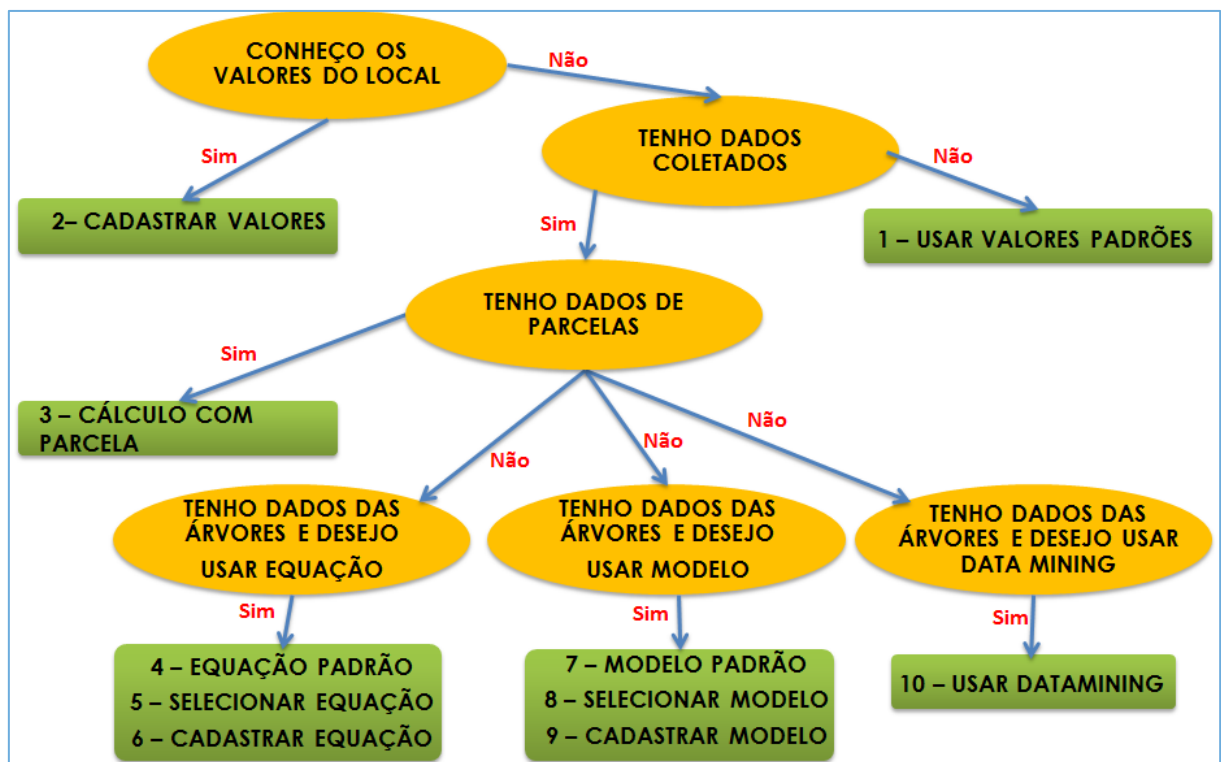 CONHEÇO OS
VALORES DO LOCAL
Não
TENHO DADOS
COLETADOS
Sim
Não
2– CADASTRAR VALORES
Sim
1 – USAR VALORES PADRÕES
TENHO DADOS DE
PARCELAS
Sim
3 – CÁLCULO COM
PARCELA
Não
Não
Não
TENHO DADOS DAS
ÁRVORES E DESEJO
USAR EQUAÇÃO
TENHO DADOS DAS
ÁRVORES E DESEJO
USAR MODELO
TENHO DADOS DAS
ÁRVORES E DESEJO USAR
DATA MINING
Sim
Sim
Sim
4 – EQUAÇÃO PADRÃO
5 – SELECIONAR EQUAÇÃO
6 – CADASTRAR EQUAÇÃO
7 – MODELO PADRÃO
8 – SELECIONAR MODELO
9 – CADASTRAR MODELO
10 – USAR DATAMINING